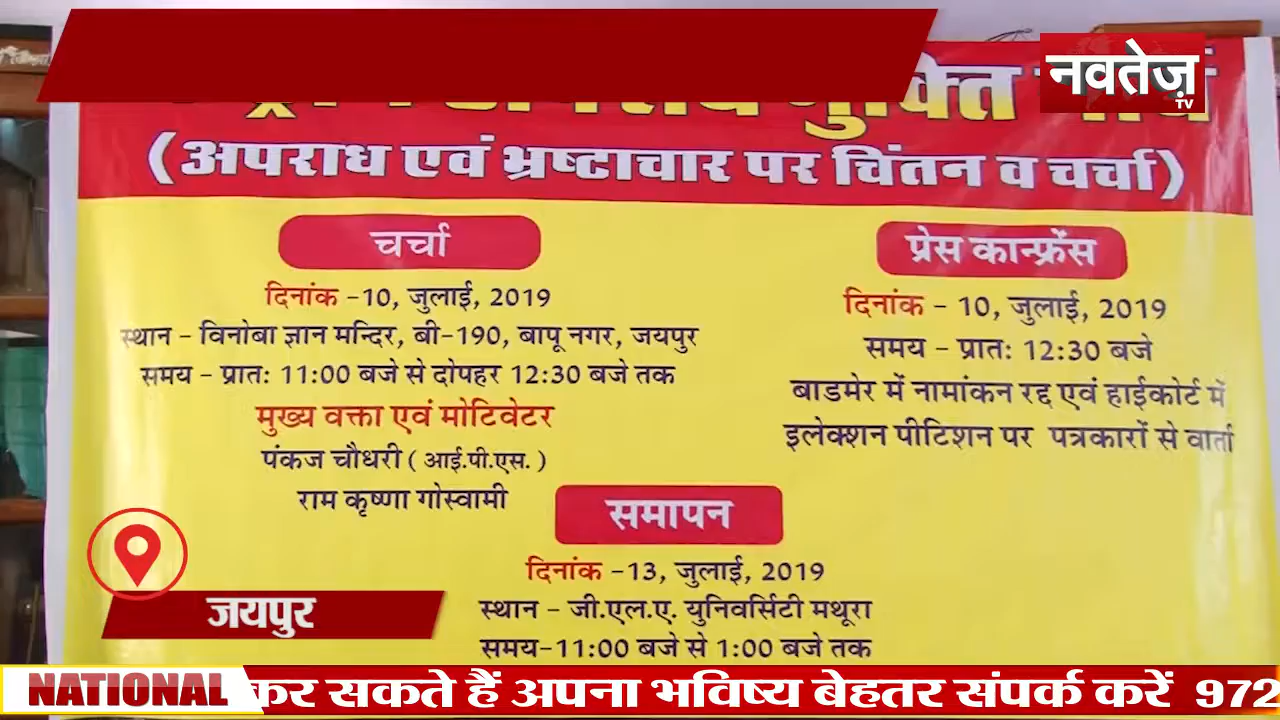 नवतेज़
TV
(अपराध एवं भ्रष्टाचार पर चिंतन व चर्चा)
चर्चा
दिनांक -10, जुलाई, 2019
स्थान - विनोबा ज्ञान मन्दिर, बी-190, बापू नगर, जयपुर
समय - प्रातः 11:00 बजे से दोपहर 12:30 बजे तक
मुख्य वक्ता एवं मोटिवेटर
पंकज चौधरी ( आई.पी.एस. )
राम कृष्णा गोस्वामी
प्रेस कान्फ्रेंस
दिनांक - 10, जुलाई, 2019
समय - प्रातः 12:30 बजे
बाडमेर में नामांकन रद्द एवं हाईकोर्ट में
इलेक्शन पीटिशन पर पत्रकारों से वार्ता
समापन
दिनांक -13, जुलाई, 2019
स्थान - जी.एल.ए. युनिवर्सिटी मथूरा
समय-11:00 बजे से 1:00 बजे तक
जयपुर
NATIONAL
कर सकते हैं अपना भविष्य बेहतर संपर्क करें 972